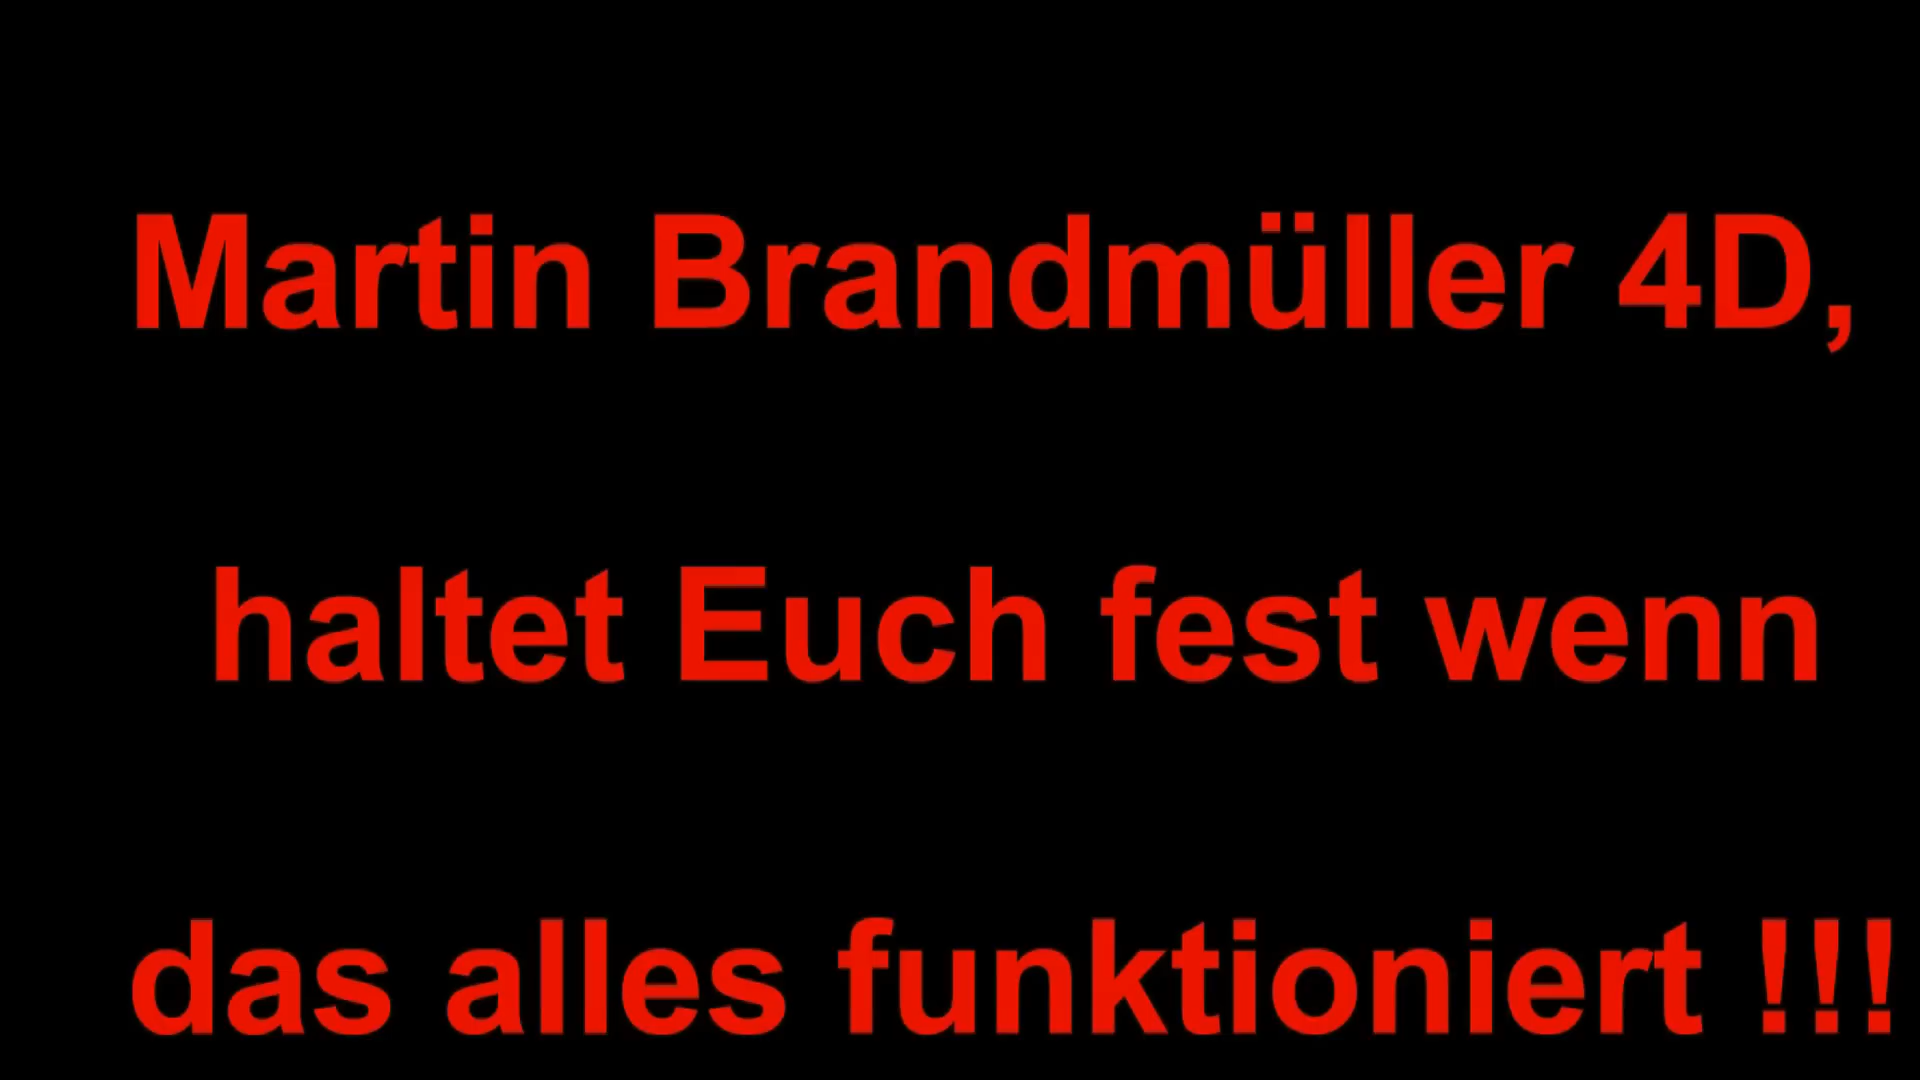 Martin Brandmüller 4D,
haltet Euch fest wenn
das alles funktioniert !!!